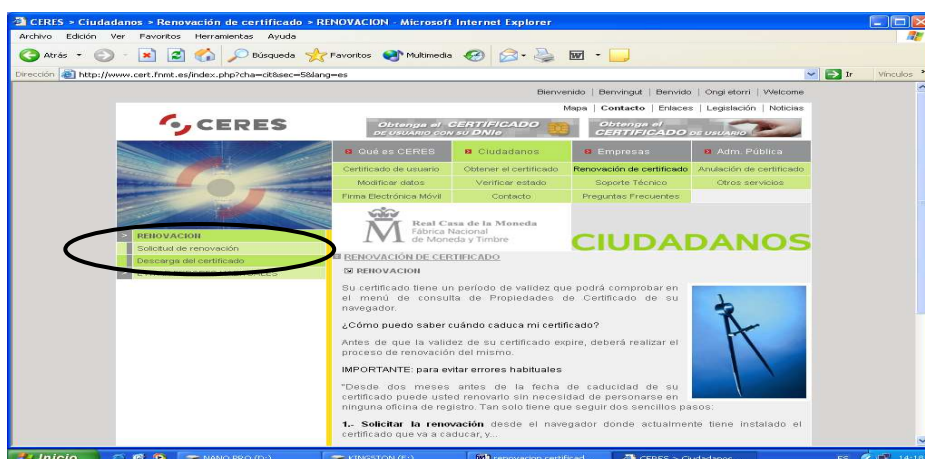 CERES > Ciudadanos > Renovación de certificado > RENOVACION - Microsoft Internet Explorer
Archivo Edición Ver Favoritos Herramientas Ayuda
Atrás Búsqueda Favoritos Multimedia
Dirección http://www.cert.fnmt.es/index.php?cha=cit&sec=5&lang=es Ir Vínculos
Bienvenido | Benvingut | Benvido | Ongi etorri | Welcome
Mapa | Contacto | Enlaces | Legislación | Noticias
CERES
Obtenga el CERTIFICADO DE USUARIO CON SU DNIe
Obtenga el CERTIFICADO DE USUARIO
Qué es CERES Ciudadanos Empresas Adm. Pública
Certificado de usuario Obtener el certificado Renovación de certificado Anulación de certificado
Modificar datos Verificar estado Soporte Técnico Otros servicios
Firma Electrónica Móvil Contacto Preguntas Frecuentes
RENOVACION
Solicitud de renovación
Descarga del certificado
Real Casa de la Moneda
Fábrica Nacional
de Moneda y Timbre
CIUDADANOS
RENOVACIÓN DE CERTIFICADO
RENOVACION
Su certificado tiene un período de validez que podrá comprobar en
el menú de consulta de Propiedades de Certificado de su
navegador.
¿Cómo puedo saber cuándo caduca mi certificado?
Antes de que la validez de su certificado expire, deberá realizar el
proceso de renovación del mismo.
IMPORTANTE: para evitar errores habituales
"Desde dos meses antes de la fecha de caducidad de su
certificado puede usted renovarlo sin necesidad de personarse en
ninguna oficina de registro. Tan solo tiene que seguir dos sencillos pasos:
1.- Solicitar la renovación desde el navegador donde actualmente tiene instalado el
certificado que va a caducar, y...
Inicio NANO PRO (D:) KINGSTON (E:) renovacion certificad... CERES > Ciudadanos ... ES 14:18